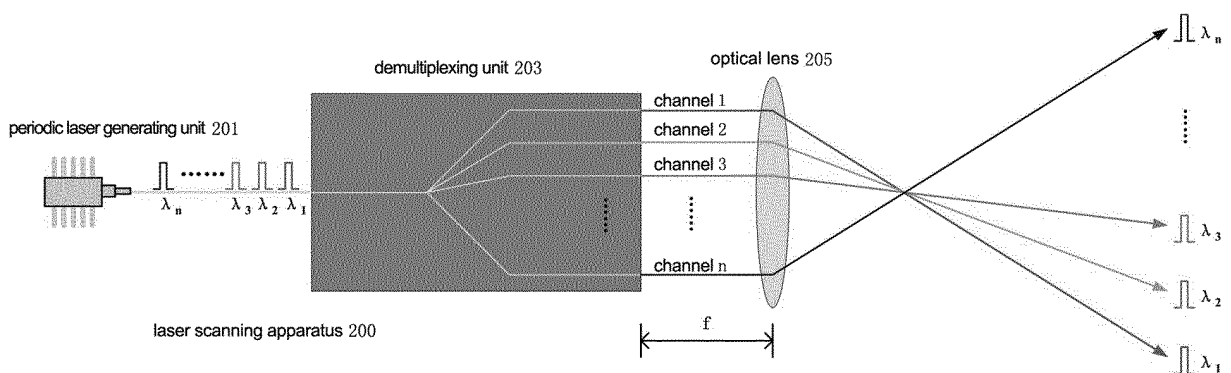 demultiplexing unit 203
optical lens 205
periodic laser generating unit 201
channel 1
channel 2
channel 3
channel n
λn ...... λ3 λ2 λ1
λn
λ3
λ2
λ1
f
laser scanning apparatus 200